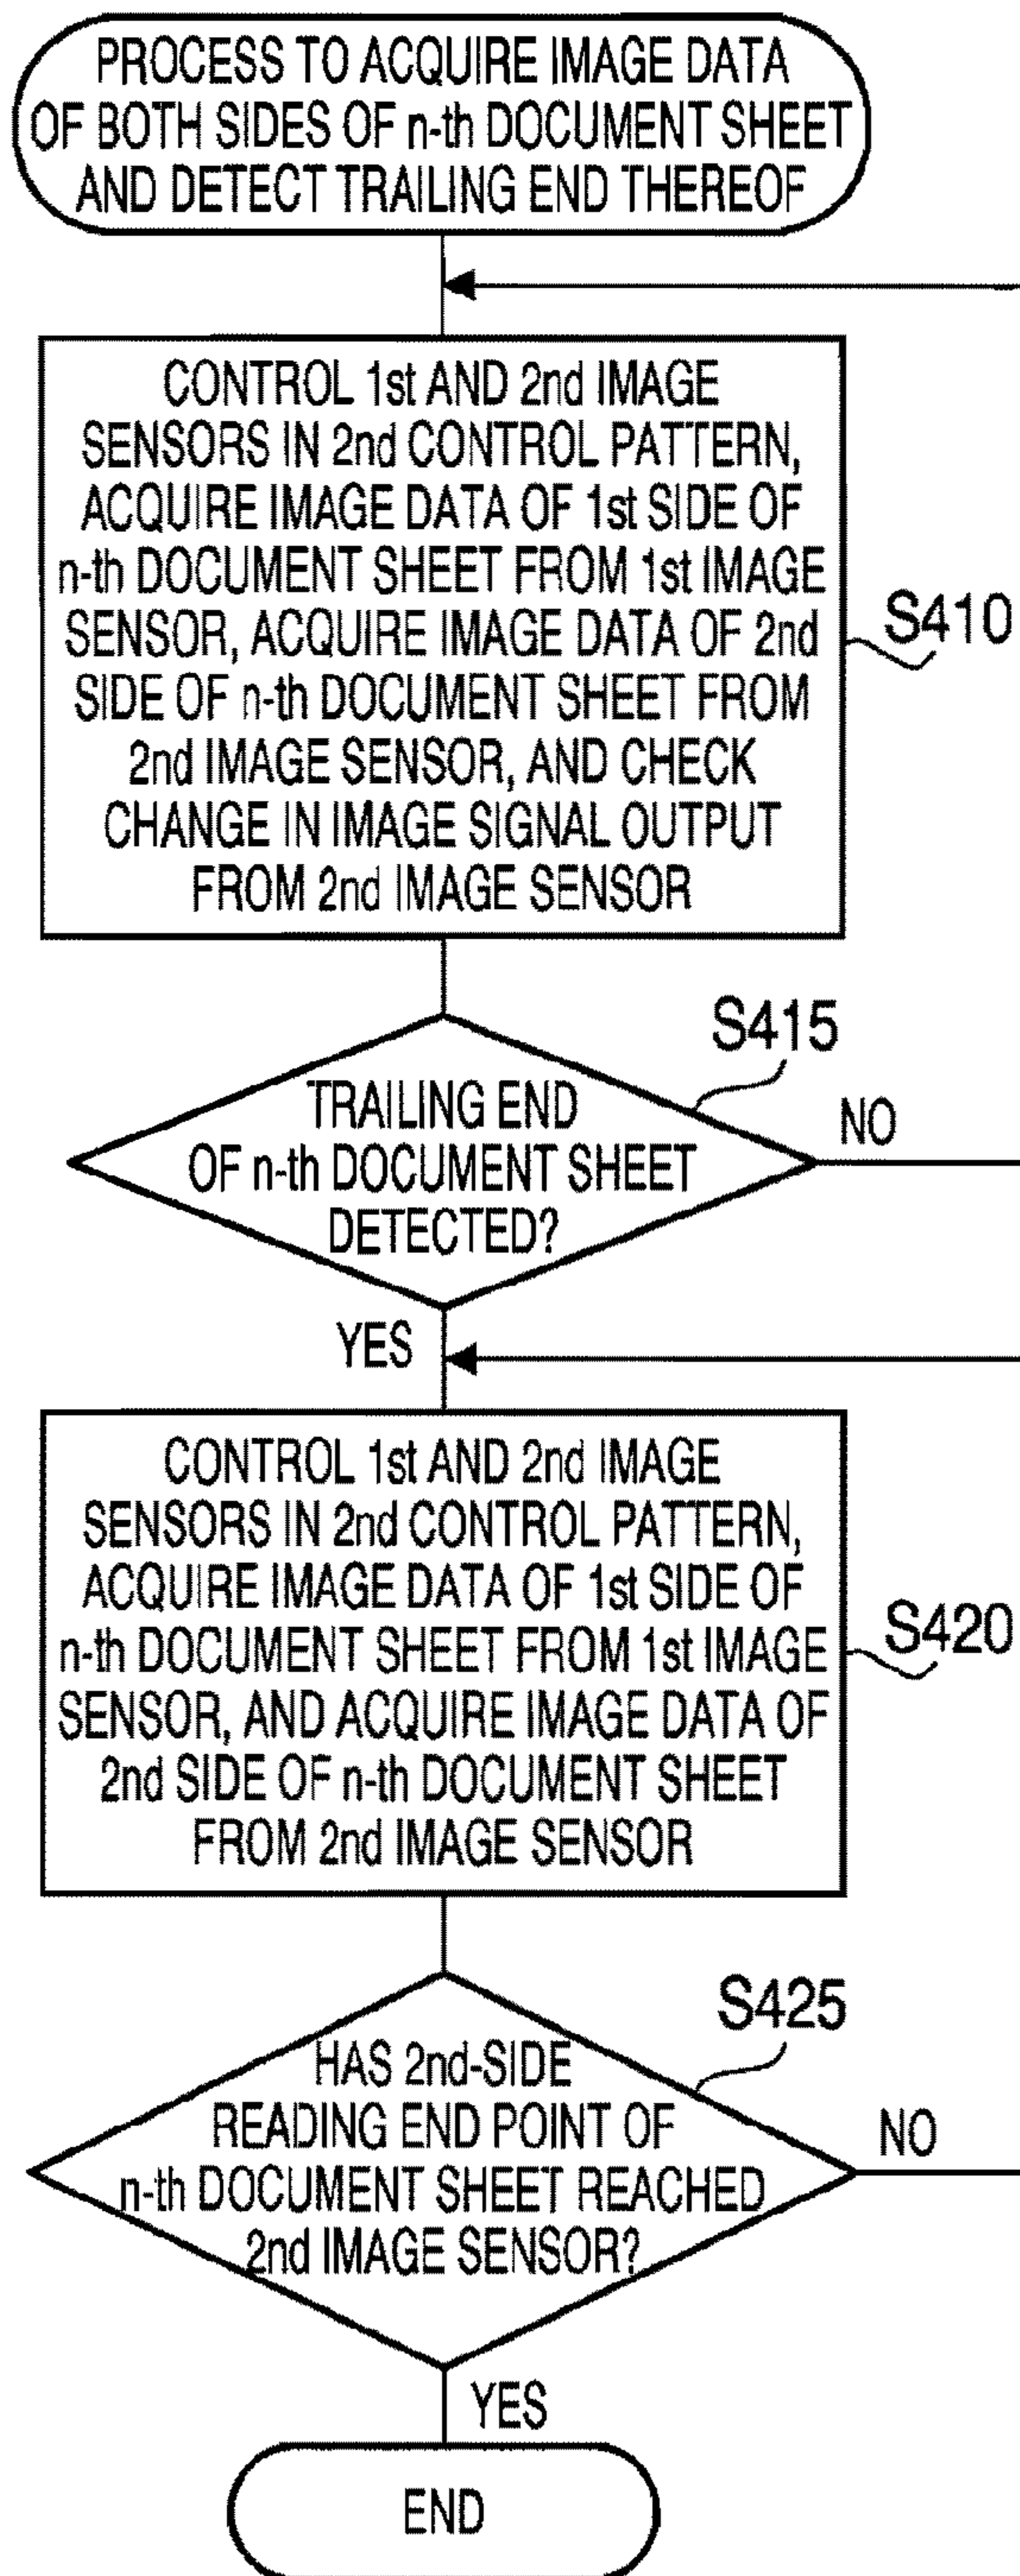 PROCESS TO ACQUIRE IMAGE DATA
OF BOTH SIDES OF n-th DOCUMENT SHEET
AND DETECT TRAILING END THEREOF
CONTROL 1st AND 2nd IMAGE
SENSORS IN 2nd CONTROL PATTERN,
ACQUIRE IMAGE DATA OF 1st SIDE OF
n-th DOCUMENT SHEET FROM 1st IMAGE
SENSOR, ACQUIRE IMAGE DATA OF 2nd
SIDE OF n-th DOCUMENT SHEET FROM
2nd IMAGE SENSOR, AND CHECK
CHANGE IN IMAGE SIGNAL OUTPUT
FROM 2nd IMAGE SENSOR
S410
S415
TRAILING END
OF n-th DOCUMENT SHEET
DETECTED?
NO
YES
CONTROL 1st AND 2nd IMAGE
SENSORS IN 2nd CONTROL PATTERN,
ACQUIRE IMAGE DATA OF 1st SIDE OF
n-th DOCUMENT SHEET FROM 1st IMAGE
SENSOR, AND ACQUIRE IMAGE DATA OF
2nd SIDE OF n-th DOCUMENT SHEET
FROM 2nd IMAGE SENSOR
S420
S425
HAS 2nd-SIDE
READING END POINT OF
n-th DOCUMENT SHEET REACHED
2nd IMAGE SENSOR?
NO
YES
END